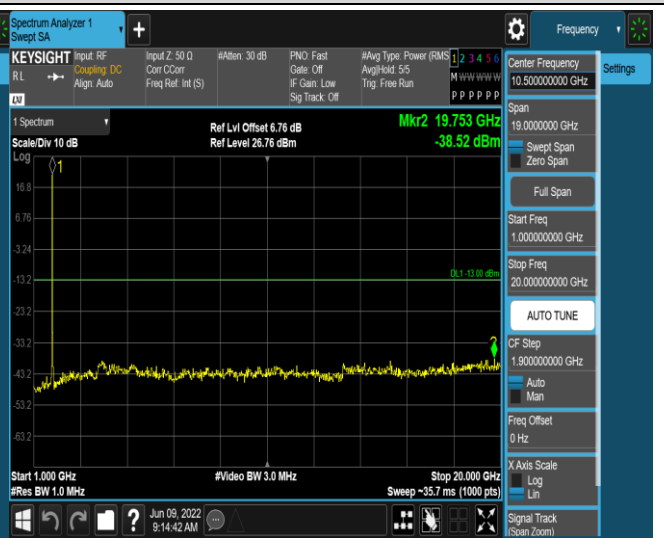 Spectrum Analyzer 1
Swept SA
+
Frequency
KEYSIGHT
RL
LXI
Input: RF
Coupling: DC
Align: Auto
Input Z: 50 Ω
Corr CCorr
Freq Ref: Int (S)
#Atten: 30 dB
PNO: Fast
Gate: Off
IF Gain: Low
Sig Track: Off
#Avg Type: Power (RMS
Avg|Hold: 5/5
Trig: Free Run
1 2 3 4 5 6
M W W W W W
P P P P P P
1 Spectrum
Scale/Div 10 dB
Log
Ref Lvl Offset 6.76 dB
Ref Level 26.76 dBm
Mkr2 19.753 GHz
-38.52 dBm
1
16.8
6.76
-3.24
-13.2
DL1 -13.00 dBm
-23.2
-33.2
2
-43.2
-53.2
-63.2
Start 1.000 GHz
#Res BW 1.0 MHz
#Video BW 3.0 MHz
Stop 20.000 GHz
Sweep ~35.7 ms (1000 pts)
?
Jun 09, 2022
9:14:42 AM
Center Frequency
10.500000000 GHz
Settings
Span
19.0000000 GHz
Swept Span
Zero Span
Full Span
Start Freq
1.000000000 GHz
Stop Freq
20.000000000 GHz
AUTO TUNE
CF Step
1.900000000 GHz
Auto
Man
Freq Offset
0 Hz
X Axis Scale
Log
Lin
Signal Track
(Span Zoom)